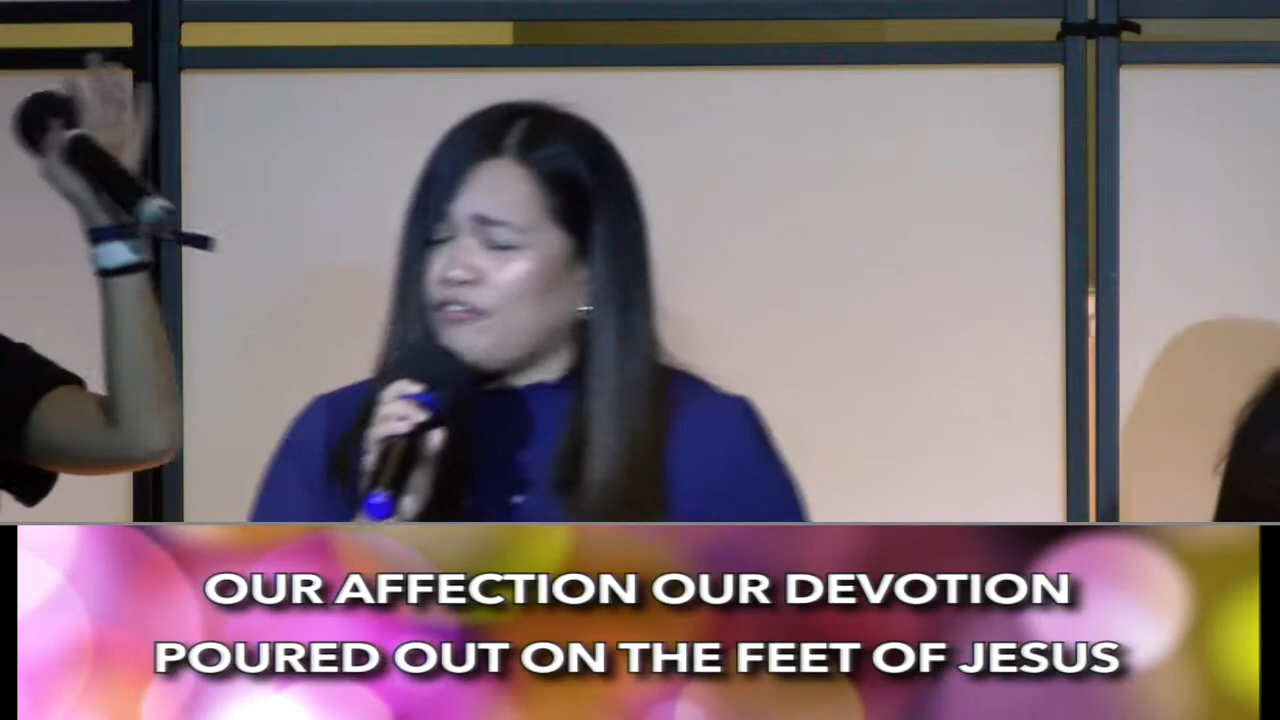 OUR AFFECTION OUR DEVOTION
POURED OUT ON THE FEET OF JESUS